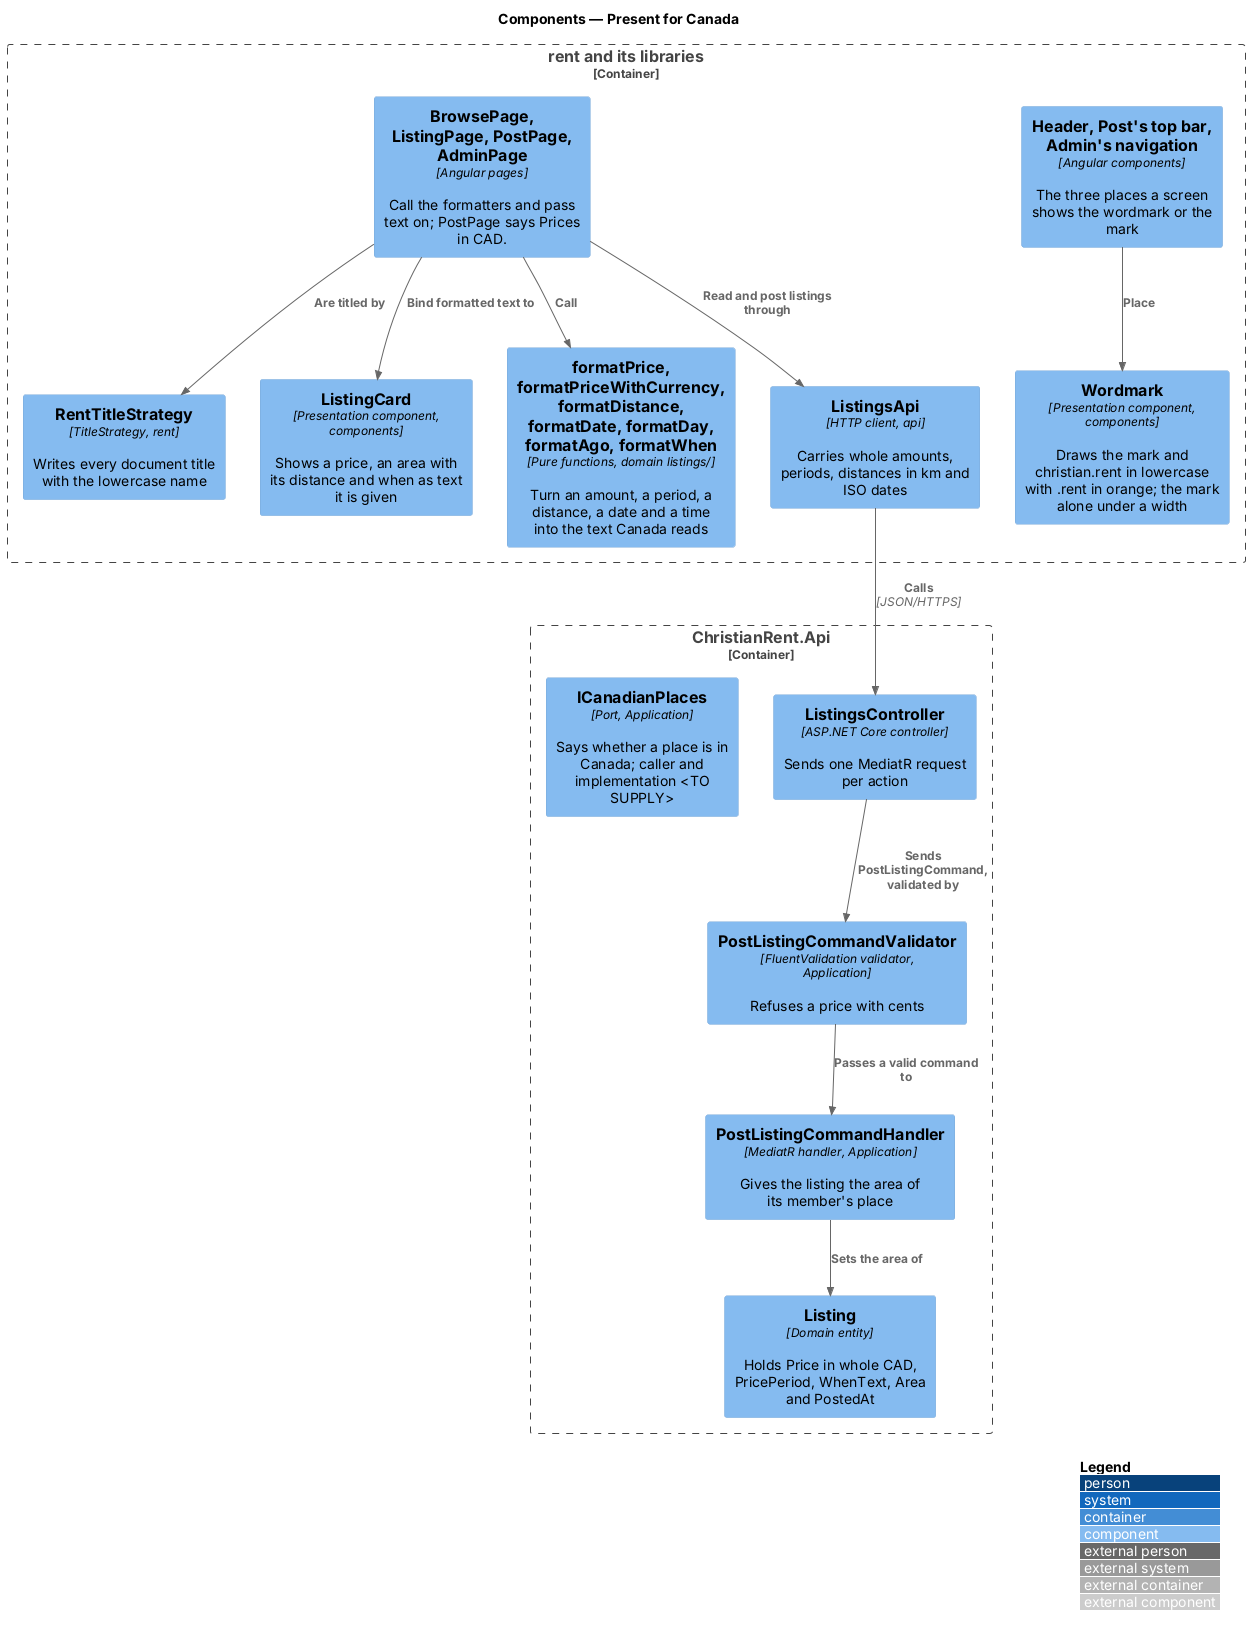 Components — Present for Canada
rent and its libraries
[Container]
BrowsePage,
ListingPage, PostPage,
AdminPage
[Angular pages]
Call the formatters and pass
text on; PostPage says Prices
in CAD.
Header, Post's top bar,
Admin's navigation
[Angular components]
The three places a screen
shows the wordmark or the
mark
Are titled by
Bind formatted text to
Call
Read and post listings
through
Place
RentTitleStrategy
[TitleStrategy, rent]
Writes every document title
with the lowercase name
ListingCard
[Presentation component,
components]
Shows a price, an area with
its distance and when as text
it is given
formatPrice,
formatPriceWithCurrency,
formatDistance,
formatDate, formatDay,
formatAgo, formatWhen
[Pure functions, domain listings/]
Turn an amount, a period, a
distance, a date and a time
into the text Canada reads
ListingsApi
[HTTP client, api]
Carries whole amounts,
periods, distances in km and
ISO dates
Wordmark
[Presentation component,
components]
Draws the mark and
christian.rent in lowercase
with .rent in orange; the mark
alone under a width
Calls
[JSON/HTTPS]
ChristianRent.Api
[Container]
ICanadianPlaces
[Port, Application]
Says whether a place is in
Canada; caller and
implementation <TO
SUPPLY>
ListingsController
[ASP.NET Core controller]
Sends one MediatR request
per action
Sends
PostListingCommand,
validated by
PostListingCommandValidator
[FluentValidation validator,
Application]
Refuses a price with cents
Passes a valid command
to
PostListingCommandHandler
[MediatR handler, Application]
Gives the listing the area of
its member's place
Sets the area of
Listing
[Domain entity]
Holds Price in whole CAD,
PricePeriod, WhenText, Area
and PostedAt
Legend
person
system
container
component
external person
external system
external container
external component